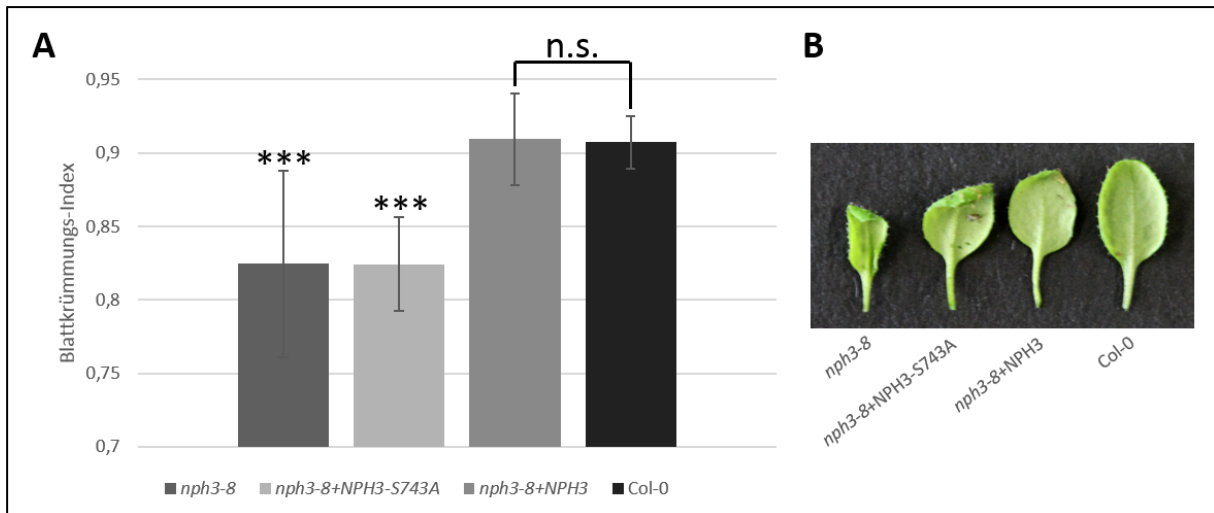 A
n.s.
B
0,95
0,9
0,85
0,8
0,75
0,7
Blattkrümmungs-Index
***
***
nph3-8 nph3-8+NPH3-S743A nph3-8+NPH3 Col-0
nph3-8
nph3-8+NPH3-S743A
nph3-8+NPH3
Col-0